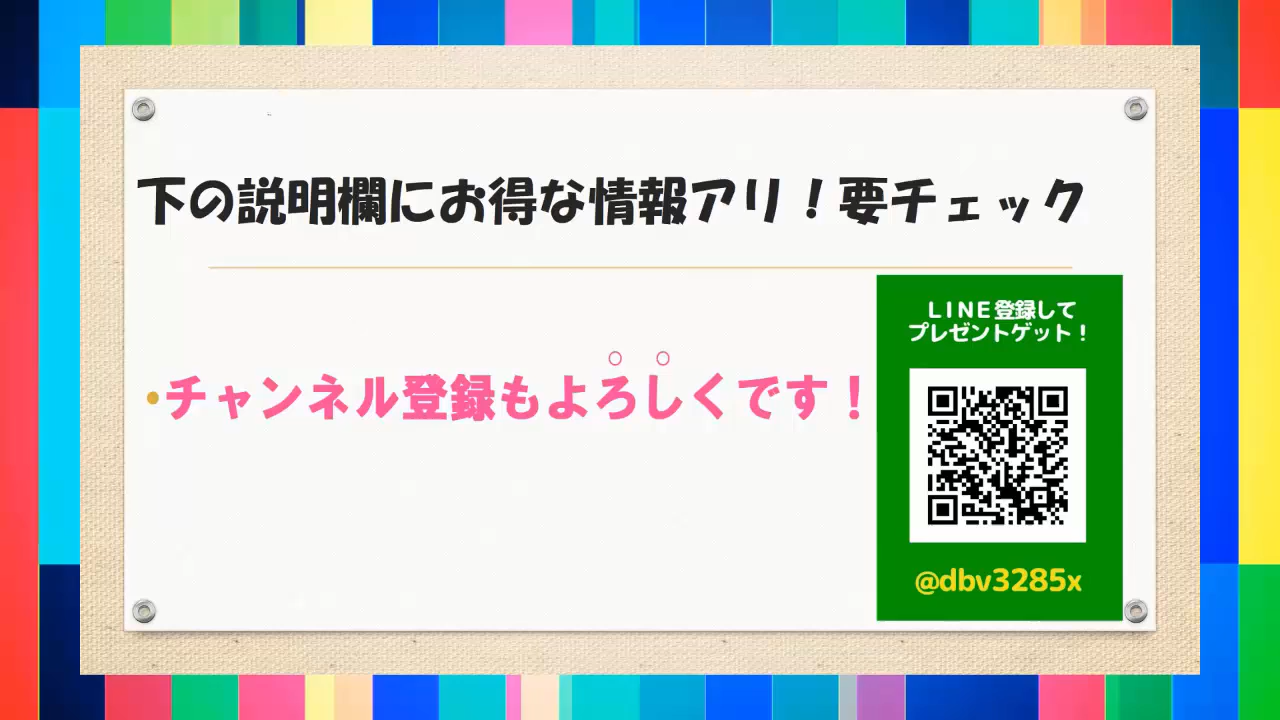 下の説明欄にお得な情報アリ！要チェック
•チャンネル登録もよろしくです！
LINE登録して
プレゼントゲット！
@dbv3285x